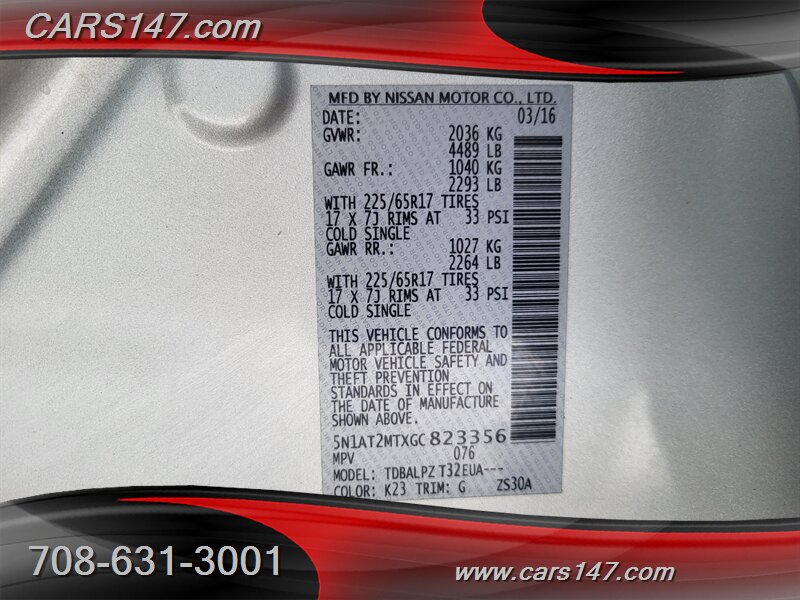 CARS147.com
MFD BY NISSAN MOTOR CO., LTD.
DATE: 03/16
GVWR: 2036 KG
4489 LB
GAWR FR.: 1040 KG
2293 LB
WITH 225/65R17 TIRES
17 X 7J RIMS AT 33 PSI
COLD SINGLE
GAWR RR.: 1027 KG
2264 LB
WITH 225/65R17 TIRES
17 X 7J RIMS AT 33 PSI
COLD SINGLE
THIS VEHICLE CONFORMS TO
ALL APPLICABLE FEDERAL
MOTOR VEHICLE SAFETY AND
THEFT PREVENTION
STANDARDS IN EFFECT ON
THE DATE OF MANUFACTURE
SHOWN ABOVE.
5N1AT2MTXGC823356
MPV 076
MODEL: TDBALPZ T32EUA---
COLOR: K23 TRIM: G ZS30A
708-631-3001
www.cars147.com